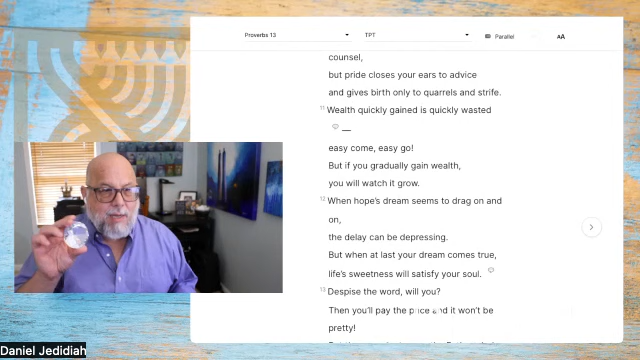 Proverbs 13 TPT Parallel AA
counsel,
but pride closes your ears to advice
and gives birth only to quarrels and strife.
11 Wealth quickly gained is quickly wasted
—
easy come, easy go!
But if you gradually gain wealth,
you will watch it grow.
12 When hope's dream seems to drag on and
on,
the delay can be depressing.
But when at last your dream comes true,
life's sweetness will satisfy your soul.
13 Despise the word, will you?
Then you'll pay the price and it won't be
pretty!
Daniel Jedidiah